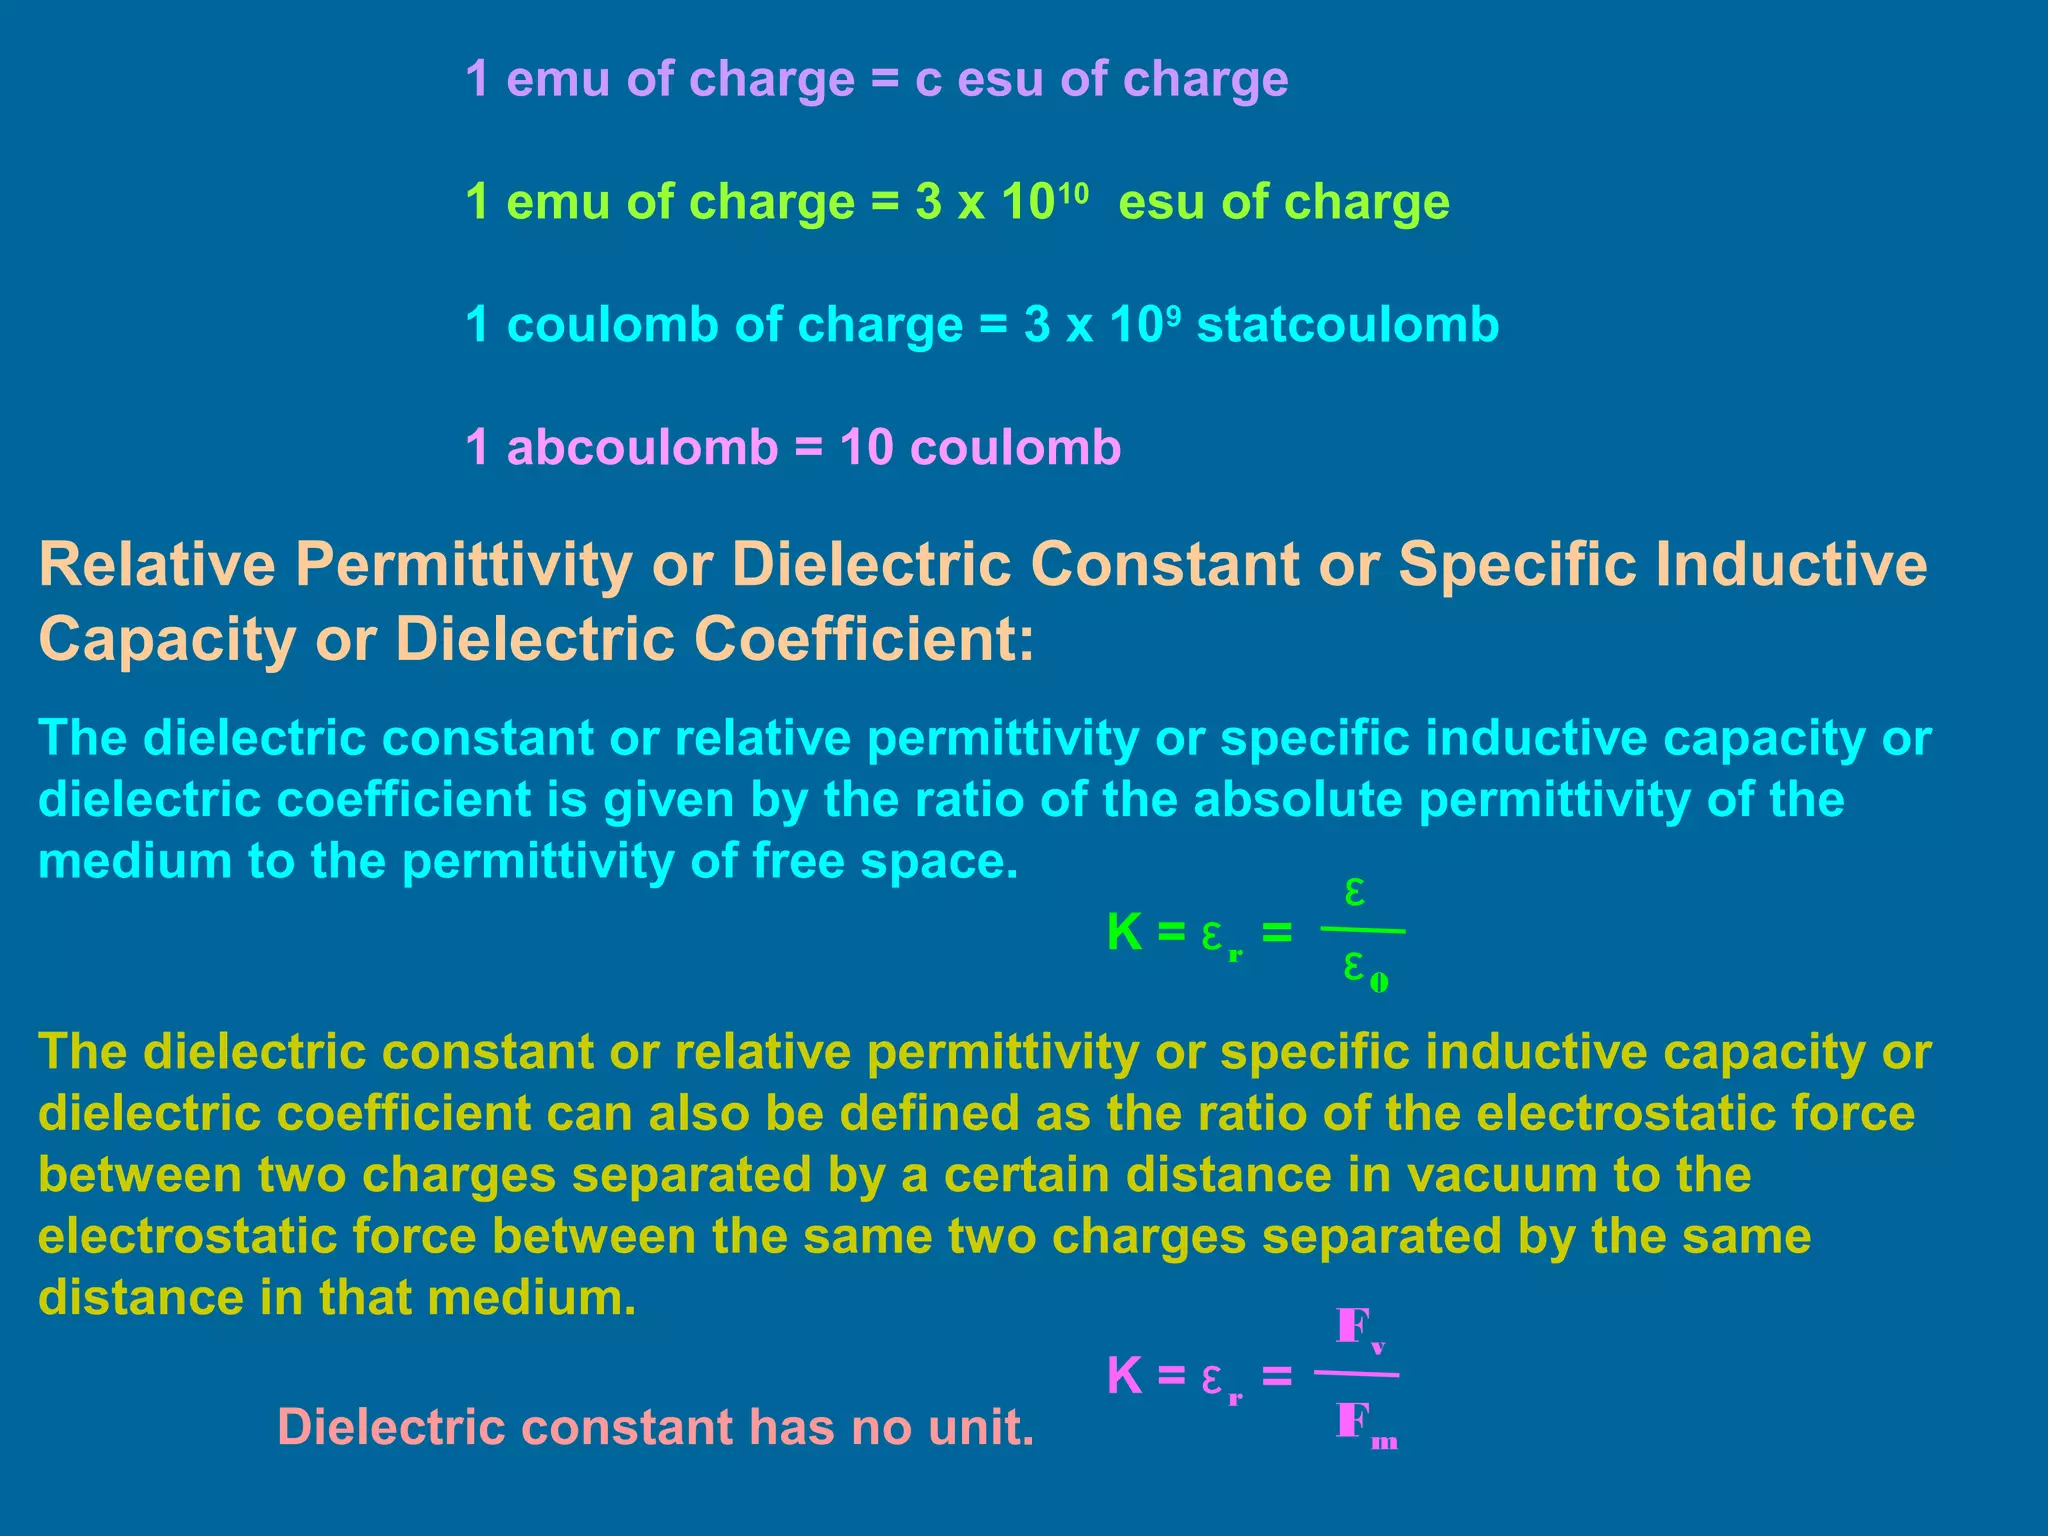 1 emu of charge = c esu of charge
1 emu of charge = 3 x 10¹⁰ esu of charge
1 coulomb of charge = 3 x 10⁹ statcoulomb
1 abcoulomb = 10 coulomb
Relative Permittivity or Dielectric Constant or Specific Inductive
Capacity or Dielectric Coefficient:
The dielectric constant or relative permittivity or specific inductive capacity or
dielectric coefficient is given by the ratio of the absolute permittivity of the
medium to the permittivity of free space.
K = εr = ε / ε0
The dielectric constant or relative permittivity or specific inductive capacity or
dielectric coefficient can also be defined as the ratio of the electrostatic force
between two charges separated by a certain distance in vacuum to the
electrostatic force between the same two charges separated by the same
distance in that medium.
K = εr = Fv / Fm
Dielectric constant has no unit.